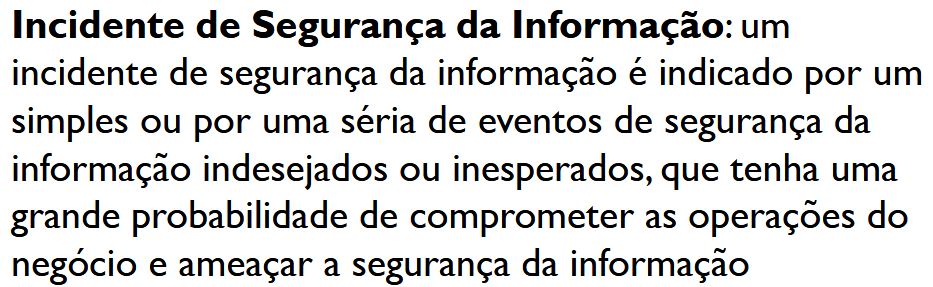 Incidente de Segurança da Informação: um
incidente de segurança da informação é indicado por um
simples ou por uma séria de eventos de segurança da
informação indesejados ou inesperados, que tenha uma
grande probabilidade de comprometer as operações do
negócio e ameaçar a segurança da informação